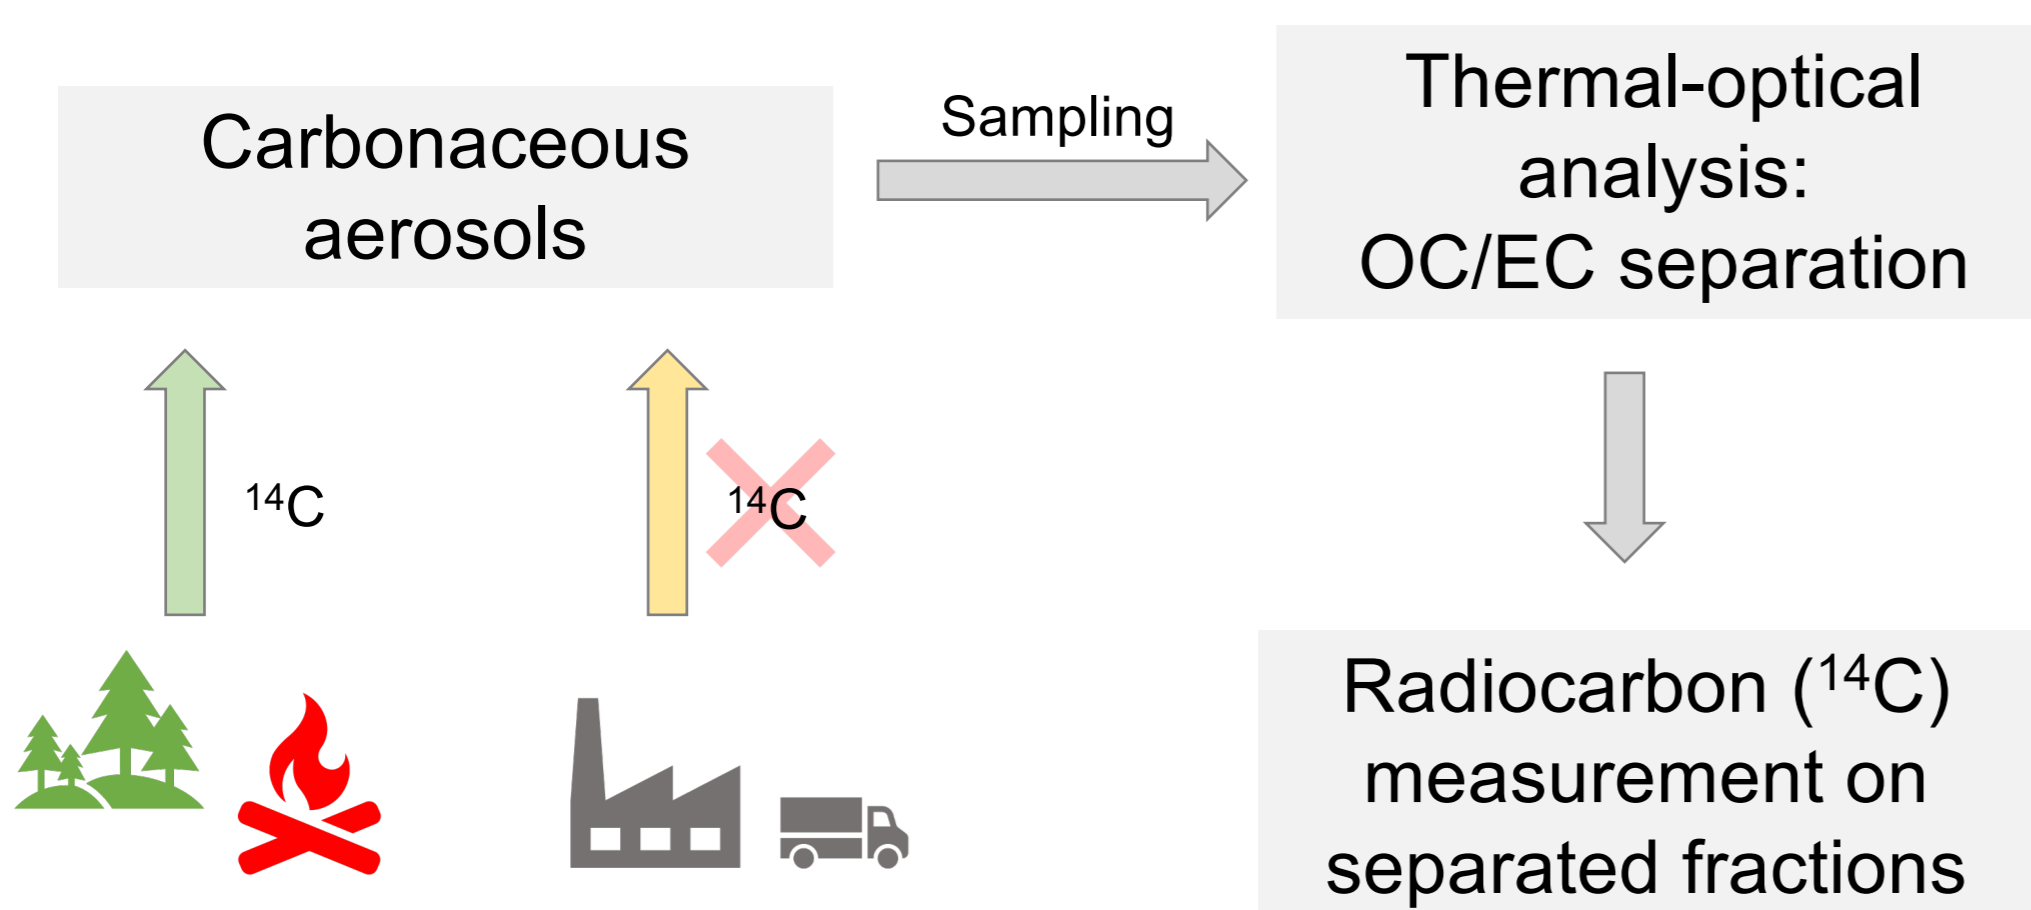 Carbonaceous
aerosols
Sampling
Thermal-optical
analysis:
OC/EC separation
¹⁴C
¹⁴C
Radiocarbon (¹⁴C)
measurement on
separated fractions